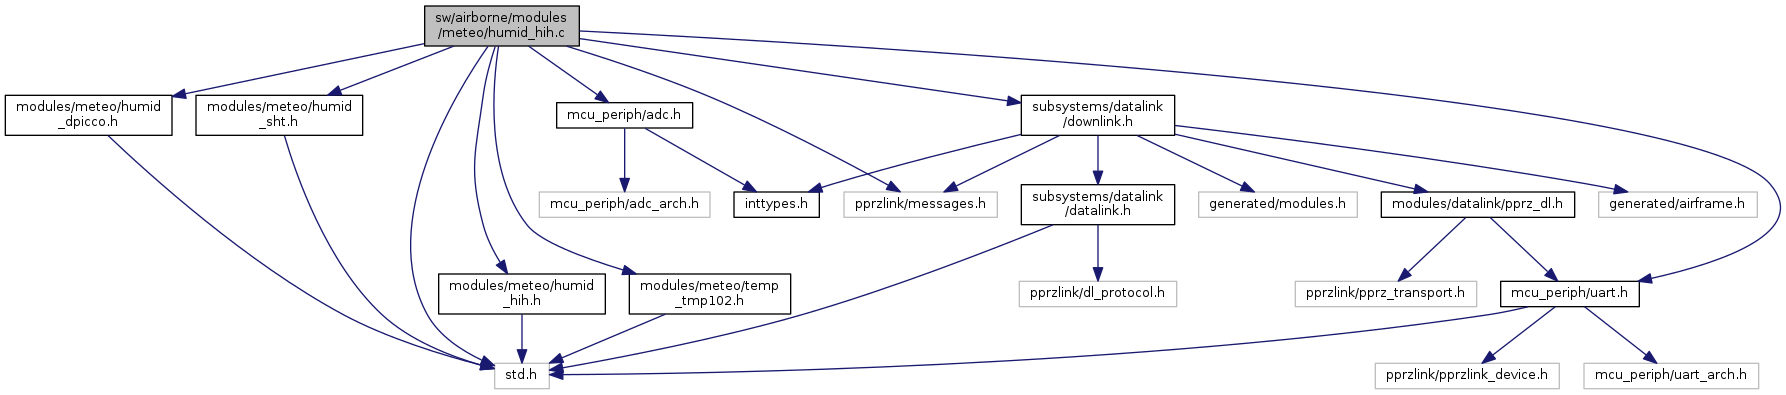 sw/airborne/modules
/meteo/humid_hih.c
modules/meteo/humid
_dpicco.h
modules/meteo/humid
_sht.h
mcu_periph/adc.h
subsystems/datalink
/downlink.h
mcu_periph/adc_arch.h
inttypes.h
pprzlink/messages.h
subsystems/datalink
/datalink.h
generated/modules.h
modules/datalink/pprz_dl.h
generated/airframe.h
modules/meteo/humid
_hih.h
modules/meteo/temp
_tmp102.h
pprzlink/dl_protocol.h
pprzlink/pprz_transport.h
mcu_periph/uart.h
std.h
pprzlink/pprzlink_device.h
mcu_periph/uart_arch.h